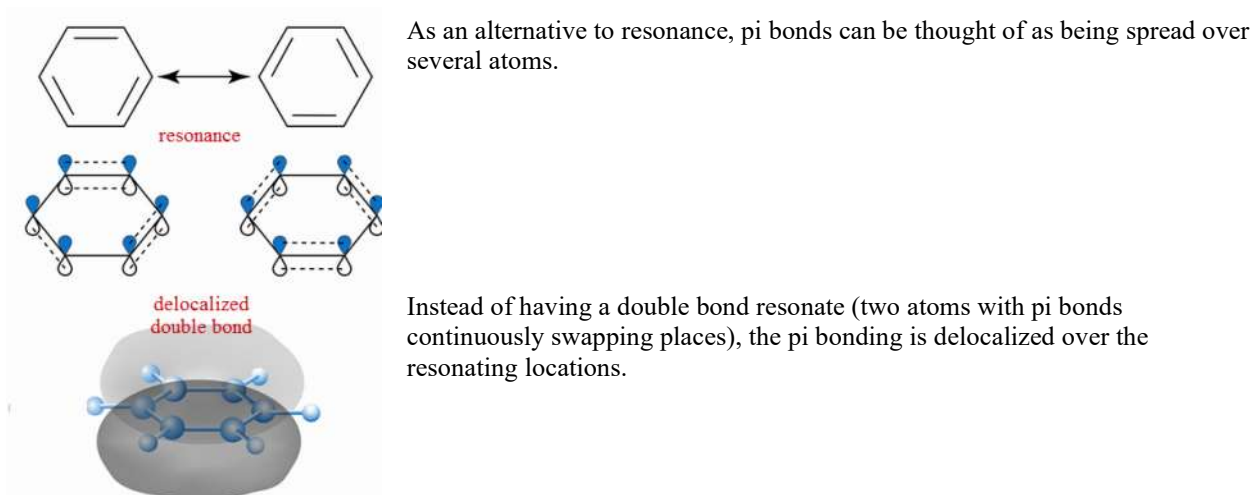 As an alternative to resonance, pi bonds can be thought of as being spread over
several atoms.
resonance
delocalized
double bond
Instead of having a double bond resonate (two atoms with pi bonds
continuously swapping places), the pi bonding is delocalized over the
resonating locations.